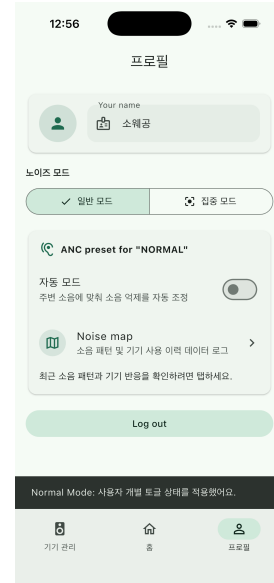 12:56
프로필
Your name
소웨공
노이즈 모드
일반 모드
집중 모드
ANC preset for "NORMAL"
자동 모드
주변 소음에 맞춰 소음 억제를 자동 조정
Noise map
소음 패턴 및 기기 사용 이력 데이터 로그
최근 소음 패턴과 기기 반응을 확인하려면 탭하세요.
Log out
Normal Mode: 사용자 개별 토글 상태를 적용했어요.
기기 관리
홈
프로필